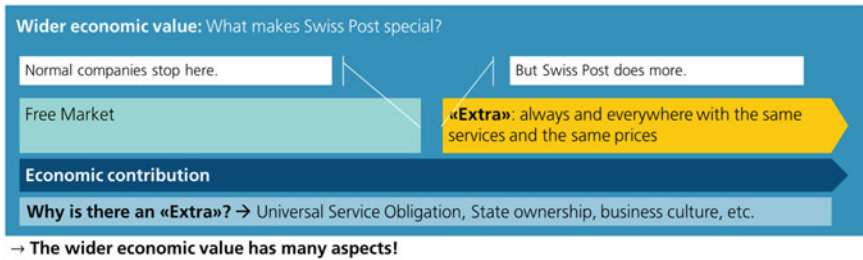 Wider economic value: What makes Swiss Post special?
Normal companies stop here.
But Swiss Post does more.
Free Market
«Extra»: always and everywhere with the same
services and the same prices
Economic contribution
Why is there an «Extra»? → Universal Service Obligation, State ownership, business culture, etc.
→ The wider economic value has many aspects!